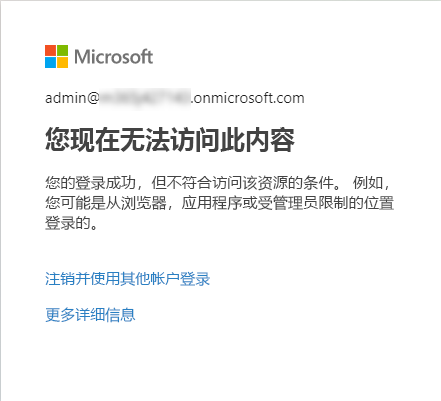 Microsoft
admin@ .onmicrosoft.com
您现在无法访问此内容
您的登录成功，但不符合访问该资源的条件。 例如，
您可能是从浏览器，应用程序或受管理员限制的位置
登录的。
注销并使用其他帐户登录
更多详细信息